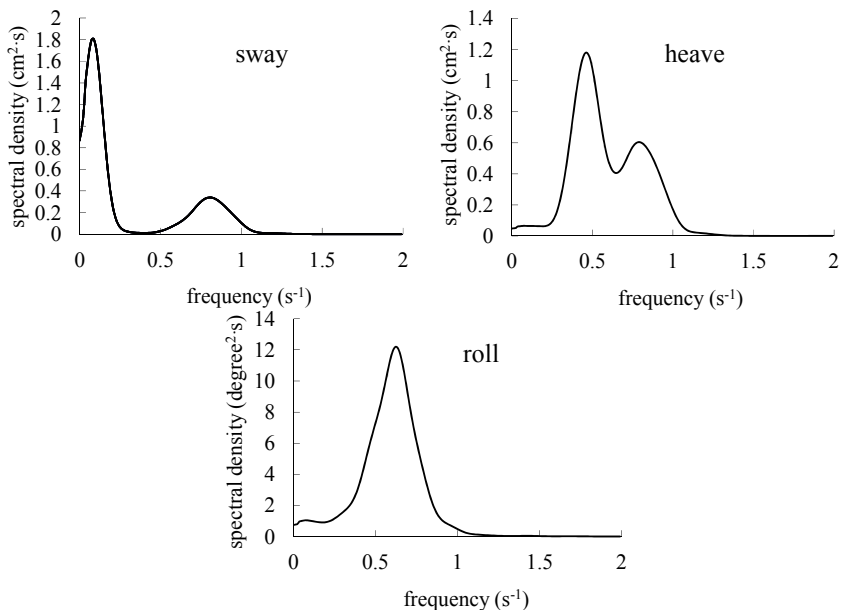 sway
spectral density (cm²·s)
2
1.8
1.6
1.4
1.2
1
0.8
0.6
0.4
0.2
0
0 0.5 1 1.5 2
frequency (s⁻¹)
heave
spectral density (cm²·s)
1.4
1.2
1
0.8
0.6
0.4
0.2
0
0 0.5 1 1.5 2
frequency (s⁻¹)
roll
spectral density (degree²·s)
14
12
10
8
6
4
2
0
0 0.5 1 1.5 2
frequency (s⁻¹)